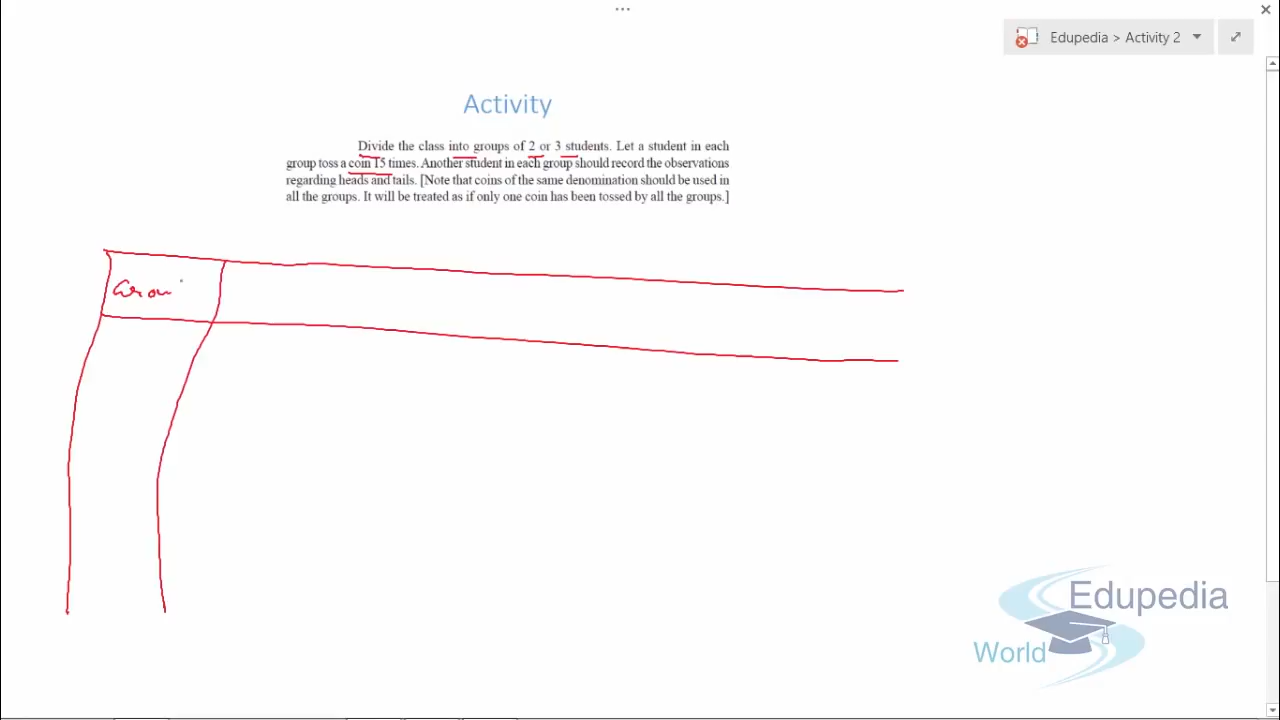 Edupedia > Activity 2
Activity
Divide the class into groups of 2 or 3 students. Let a student in each
group toss a coin 15 times. Another student in each group should record the observations
regarding heads and tails. [Note that coins of the same denomination should be used in
all the groups. It will be treated as if only one coin has been tossed by all the groups.]
Grou
Edupedia
World